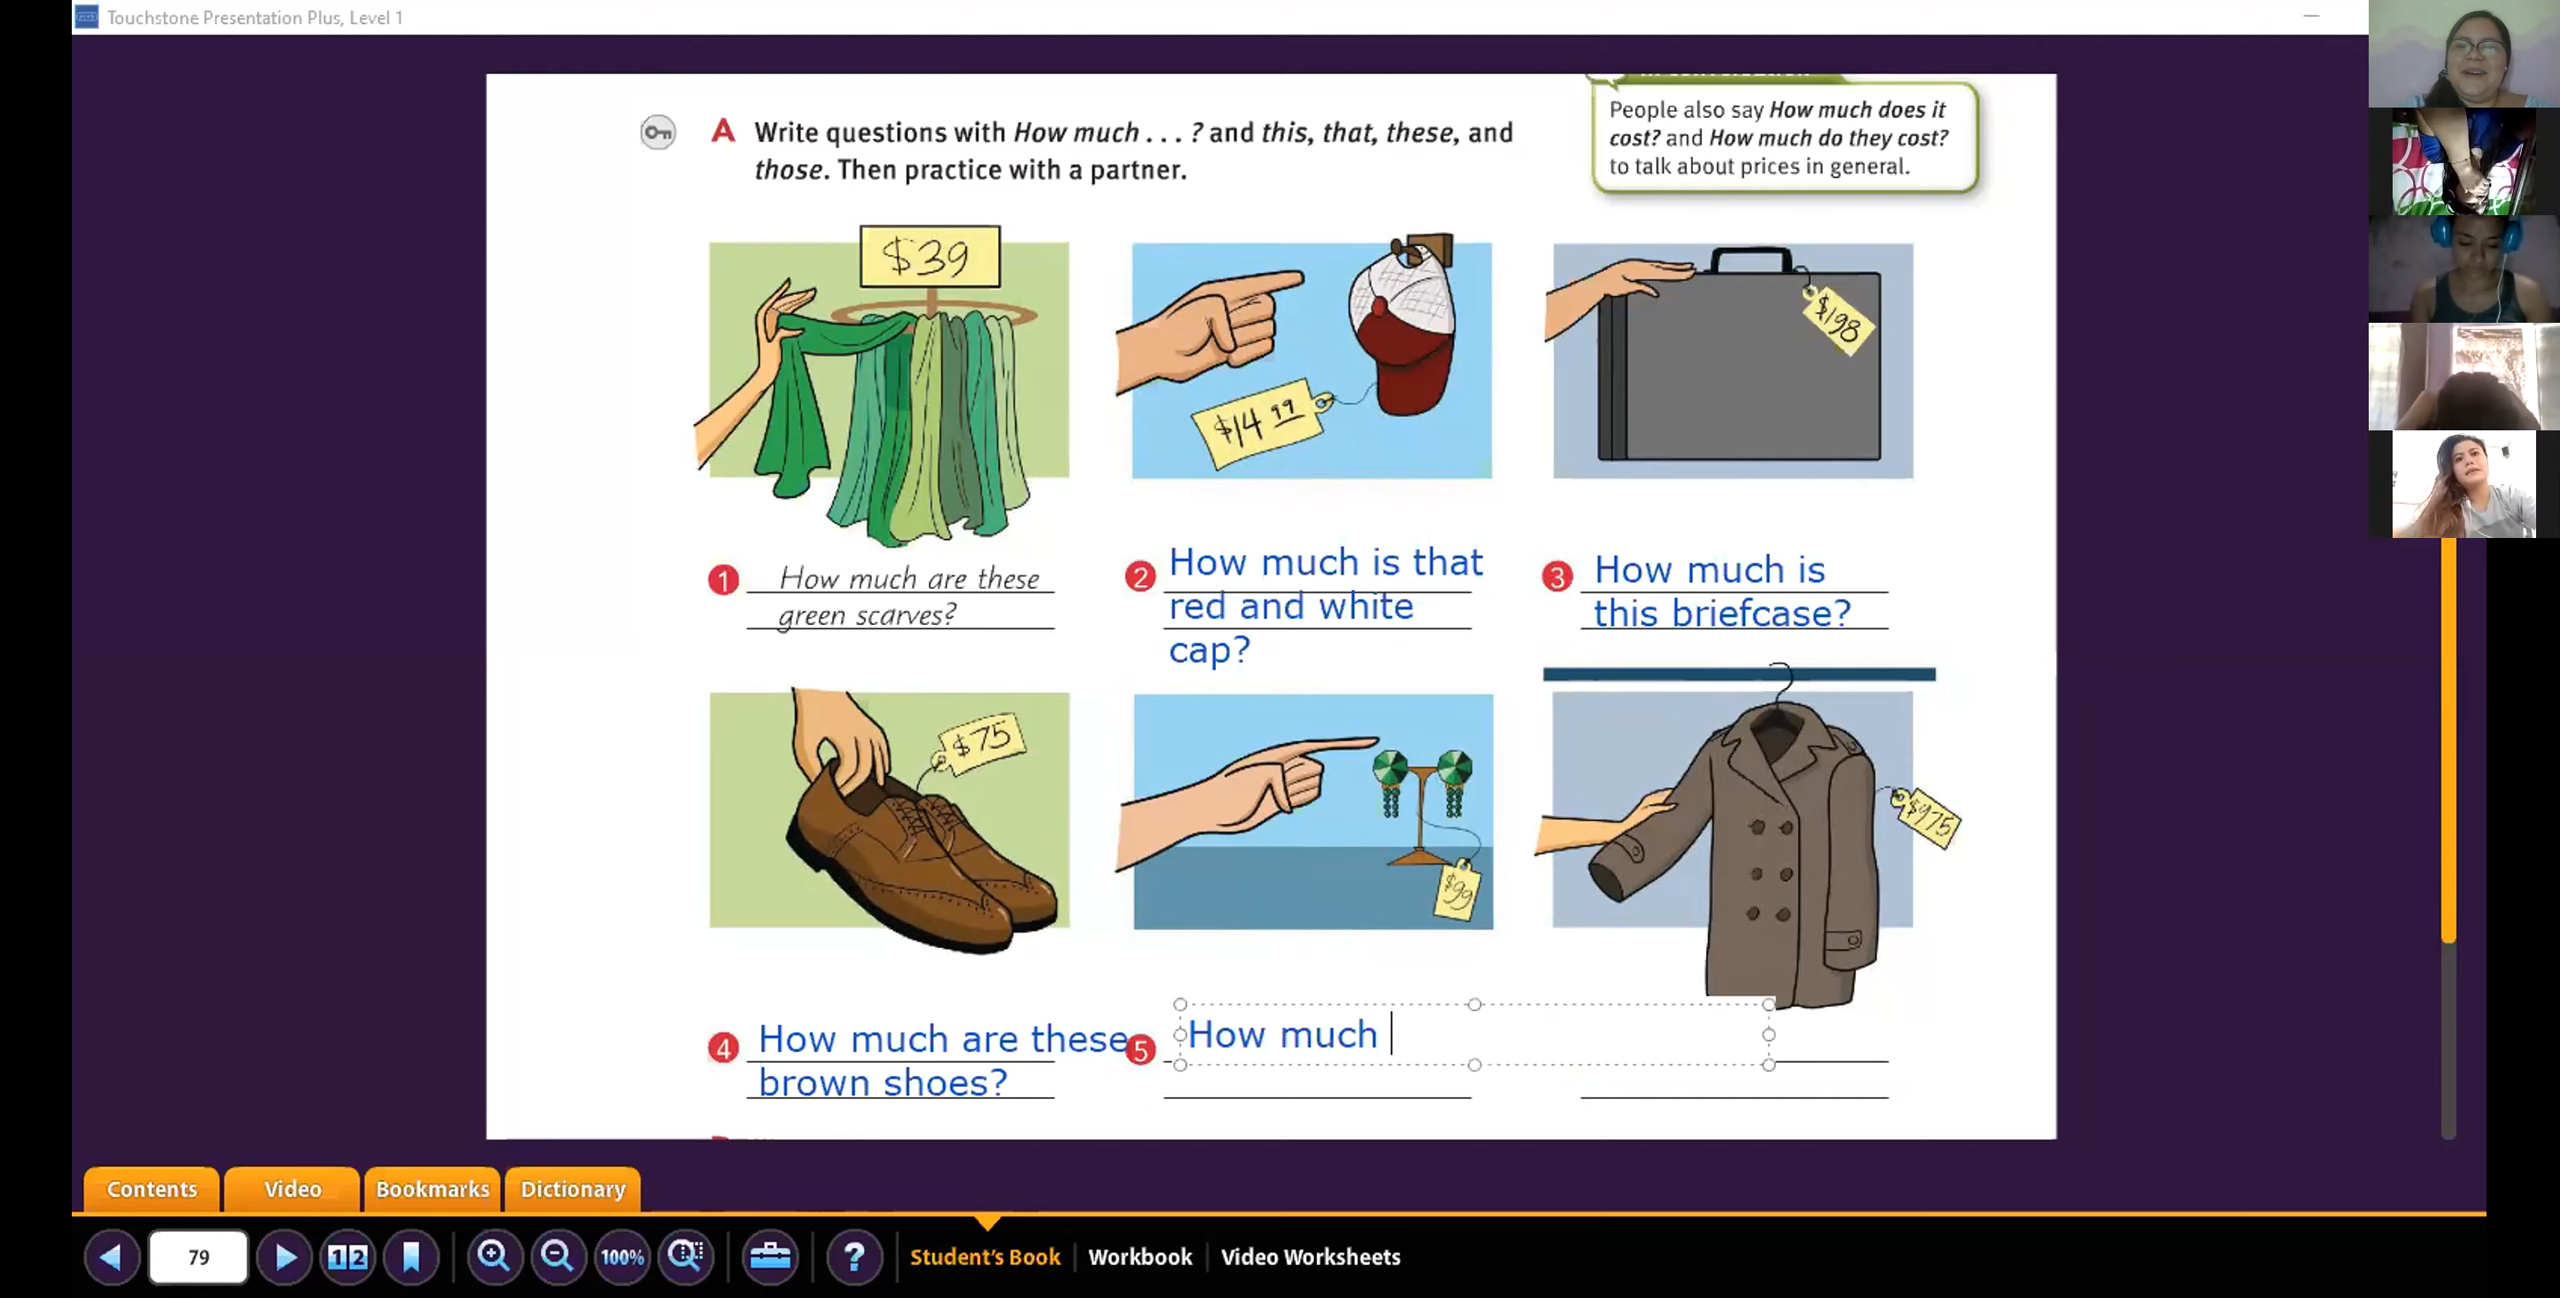 Touchstone Presentation Plus, Level 1
A Write questions with How much . . . ? and this, that, these, and
those. Then practice with a partner.
People also say How much does it
cost? and How much do they cost?
to talk about prices in general.
$39
$14 99
$198
1 How much are these
green scarves?
2 How much is that
red and white
cap?
3 How much is
this briefcase?
$75
$99
$975
4 How much are these
brown shoes?
5 How much
Contents Video Bookmarks Dictionary
79 12 100% ? Student's Book Workbook Video Worksheets